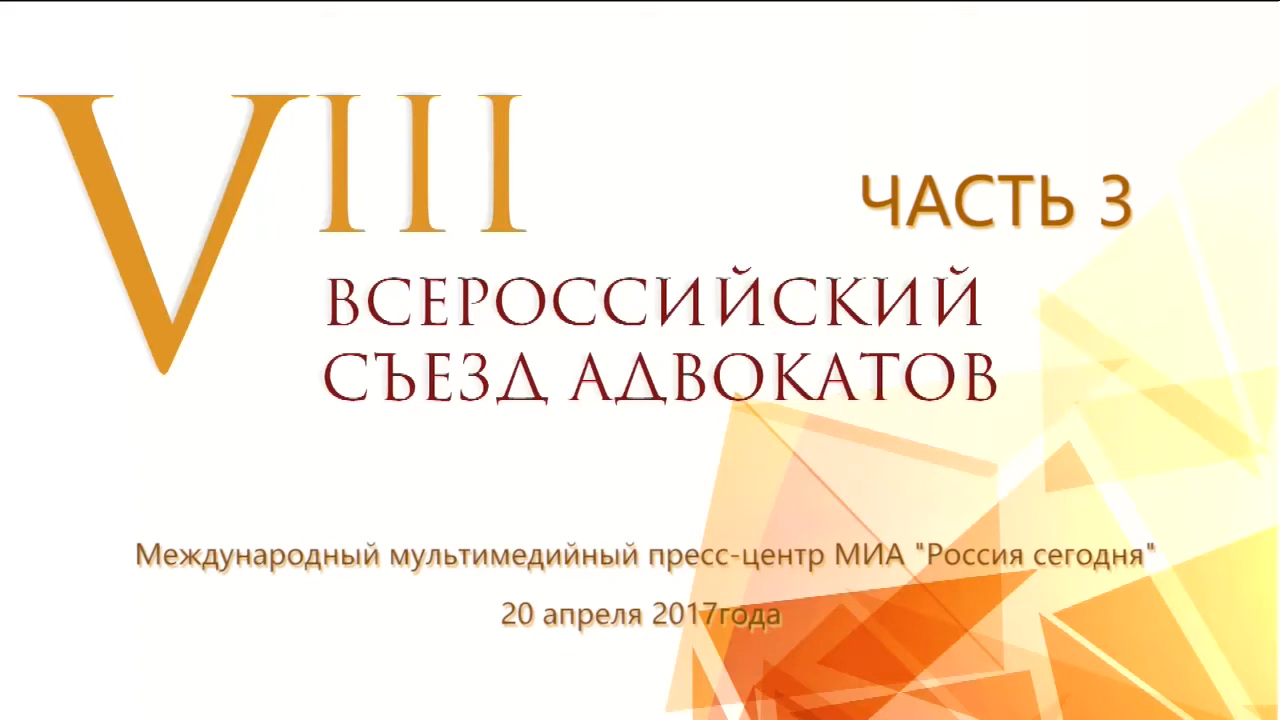 VIII
ЧАСТЬ 3
ВСЕРОССИЙСКИЙ
СЪЕЗД АДВОКАТОВ
Международный мультимедийный пресс-центр МИА "Россия сегодня"
20 апреля 2017года